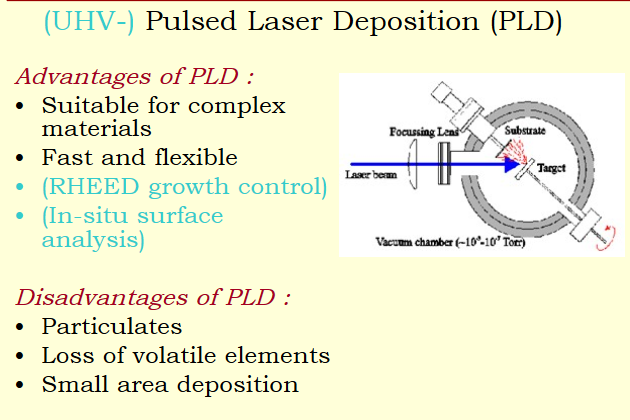 (UHV-) Pulsed Laser Deposition (PLD)
Advantages of PLD :
• Suitable for complex
materials
• Fast and flexible
• (RHEED growth control)
• (In-situ surface
analysis)
Focussing Lens
Substrate
Laser beam
Target
Vacuum chamber (~10⁻⁶-10⁻⁷ Torr)
Disadvantages of PLD :
• Particulates
• Loss of volatile elements
• Small area deposition